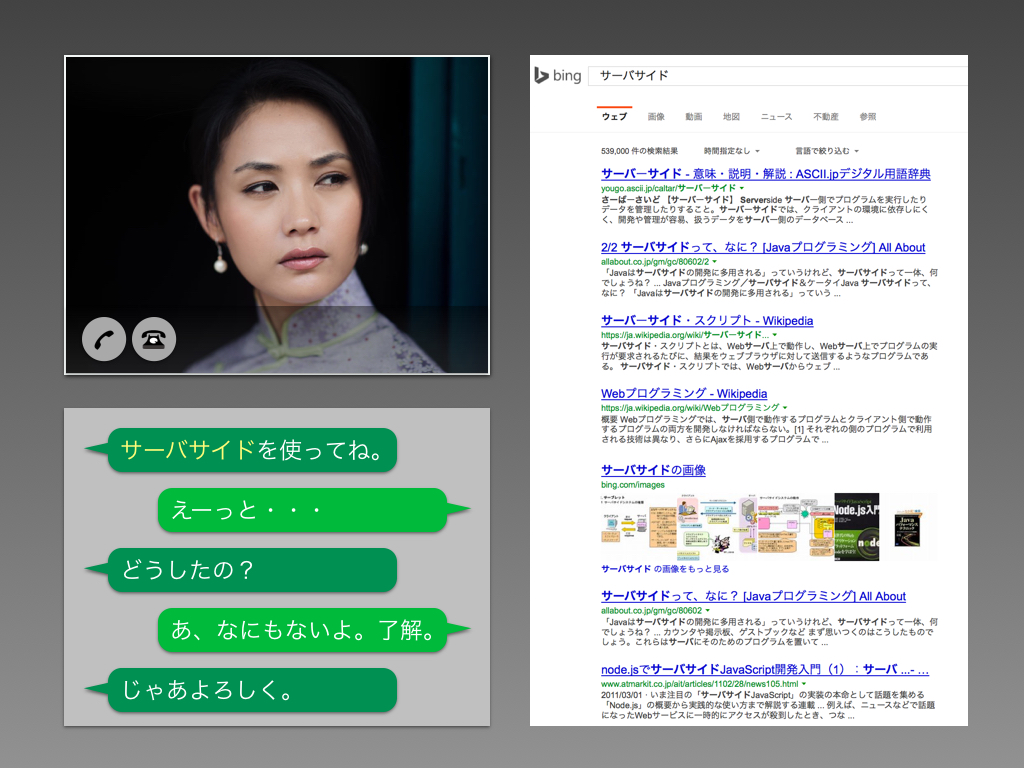 サーバサイドを使ってね。
えーっと・・・
どうしたの？
あ、なにもないよ。了解。
じゃあよろしく。
bing
サーバサイド
ウェブ 画像 動画 地図 ニュース 不動産 参照
539,000 件の検索結果 時間指定なし 言語で絞り込む
サーバーサイド - 意味・説明・解説 : ASCII.jpデジタル用語辞典
yougo.ascii.jp/caltar/サーバーサイド
さーばーさいど 【サーバーサイド】 Serverside サーバー側でプログラムを実行したり
データを管理したりすること。サーバーサイドでは、クライアントの環境に依存しにく
く、開発や管理が容易、扱うデータをサーバー側のデータベース ...
2/2 サーバサイドって、なに？ [Javaプログラミング] All About
allabout.co.jp/gm/gc/80602/2
「Javaはサーバサイドの開発に多用される」っていうけれど、サーバサイドって一体、何
でしょうね？ ... Javaプログラミング／サーバサイド＆ケータイJava サーバサイドって、
なに？ 「Javaはサーバサイドの開発に多用される」っていう ...
サーバーサイド・スクリプト - Wikipedia
https://ja.wikipedia.org/wiki/サーバーサイド...
サーバサイド・スクリプトとは、Webサーバ上で動作し、Webサーバ上でプログラムの実
行が要求されるたびに、結果をウェブブラウザに対して送信するようなプログラムであ
る。 サーバサイド・スクリプトでは、Webサーバからウェブ ...
Webプログラミング - Wikipedia
https://ja.wikipedia.org/wiki/Webプログラミング
概要 Webプログラミングでは、サーバ側で動作するプログラムとクライアント側で動作
するプログラムの両方を開発しなければならない。[1] それぞれの側のプログラムで利用
される技術は異なり、さらにAjaxを採用するプログラムで ...
サーバサイドの画像
bing.com/images
Node.js入門
node
Java
サーバサイド の画像をもっと見る
サーバサイドって、なに？ [Javaプログラミング] All About
allabout.co.jp/gm/gc/80602
「Javaはサーバサイドの開発に多用される」っていうけれど、サーバサイドって一体、何
でしょうね？ ... カウンタや掲示板、ゲストブックなど まず思いつくのはこうしたもので
しょう。これらはサーバにそのためのプログラムを置いて ...
node.jsでサーバサイドJavaScript開発入門（1）：サーバ ...- …
www.atmarkit.co.jp/ait/articles/1102/28/news105.html
2011/03/01 · いま注目の「サーバサイドJavaScript」の実装の本命として話題を集める
「Node.js」の概要から実践的な使い方まで解説する連載 ... 例えば、ニュースなどで話題
になったWebサービスに一時的にアクセスが殺到したとき、つな ...